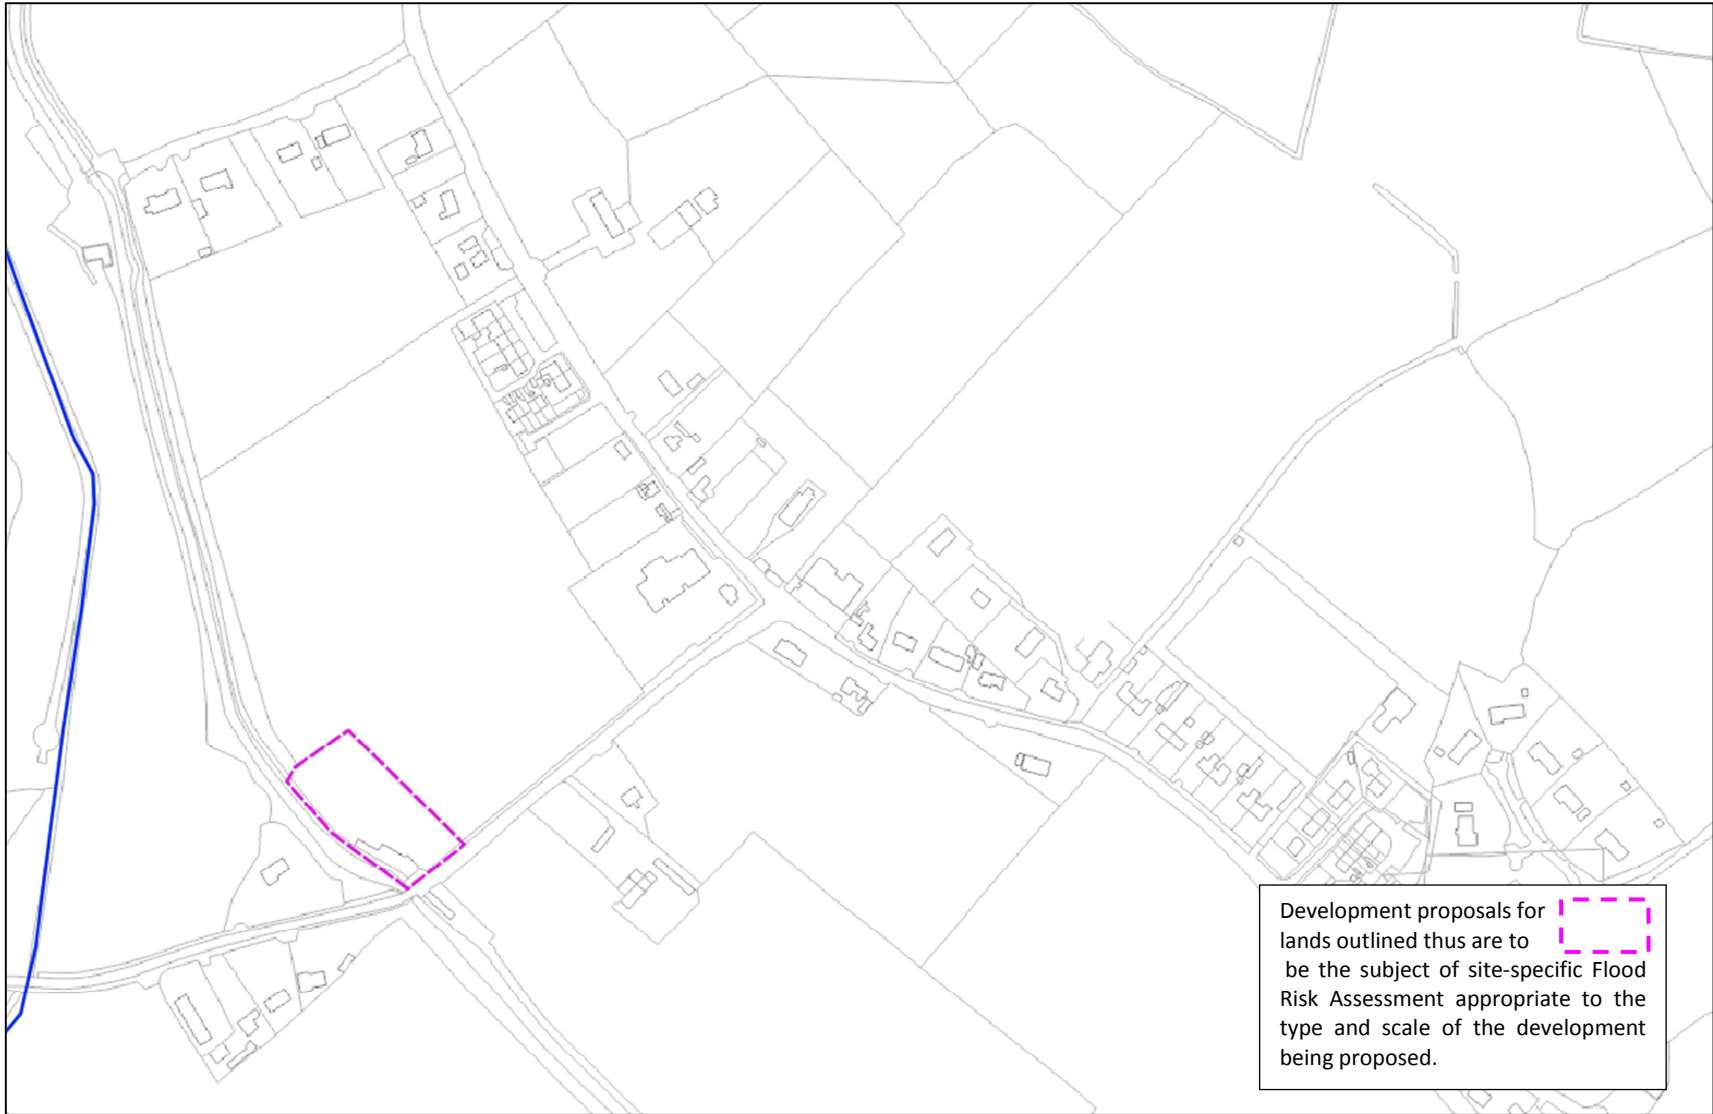 Development proposals for
lands outlined thus are to
be the subject of site-specific Flood
Risk Assessment appropriate to the
type and scale of the development
being proposed.